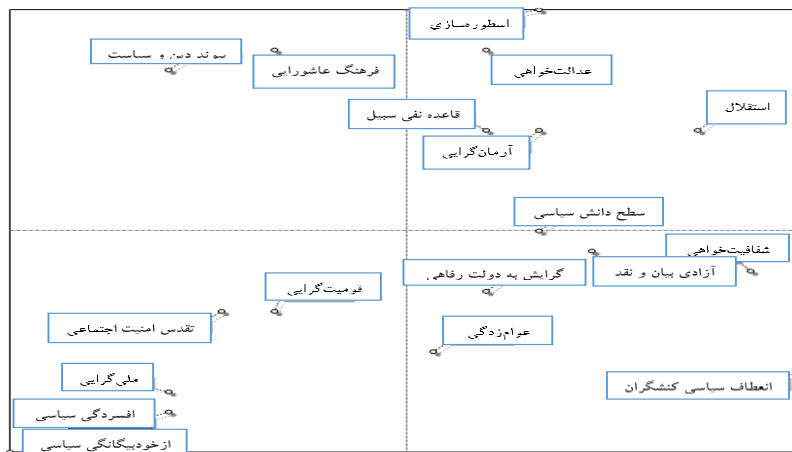 اسطوره‌سازی
پیوند دین و سیاست
فرهنگ عاشورایی
عدالت‌خواهی
استقلال
قاعده نفی سبیل
آرمان‌گرایی
سطح دانش سیاسی
شفافیت‌خواهی
آزادی بیان و نقد
گرایش به دولت رفاهی
قومیت‌گرایی
تقدس امنیت اجتماعی
عوام‌زدگی
ملی‌گرایی
انعطاف سیاسی کنشگران
افسردگی سیاسی
ازخودبیگانگی سیاسی